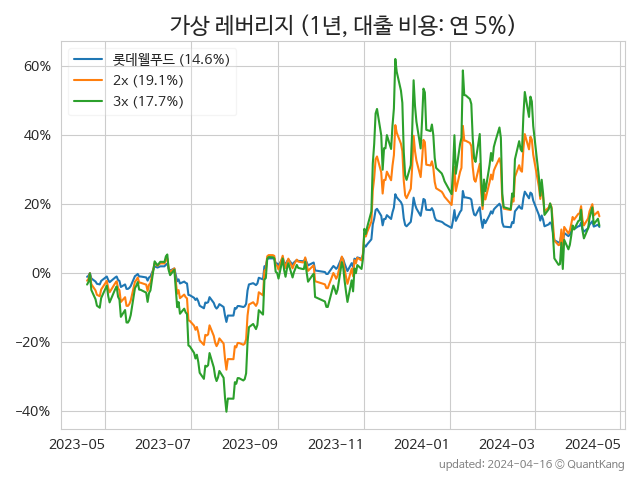 가상 레버리지 (1년, 대출 비용: 연 5%)
롯데웰푸드 (14.6%)
2x (19.1%)
3x (17.7%)
60%
40%
20%
0%
−20%
−40%
2023-05 2023-07 2023-09 2023-11 2024-01 2024-03 2024-05
updated: 2024-04-16 © QuantKang